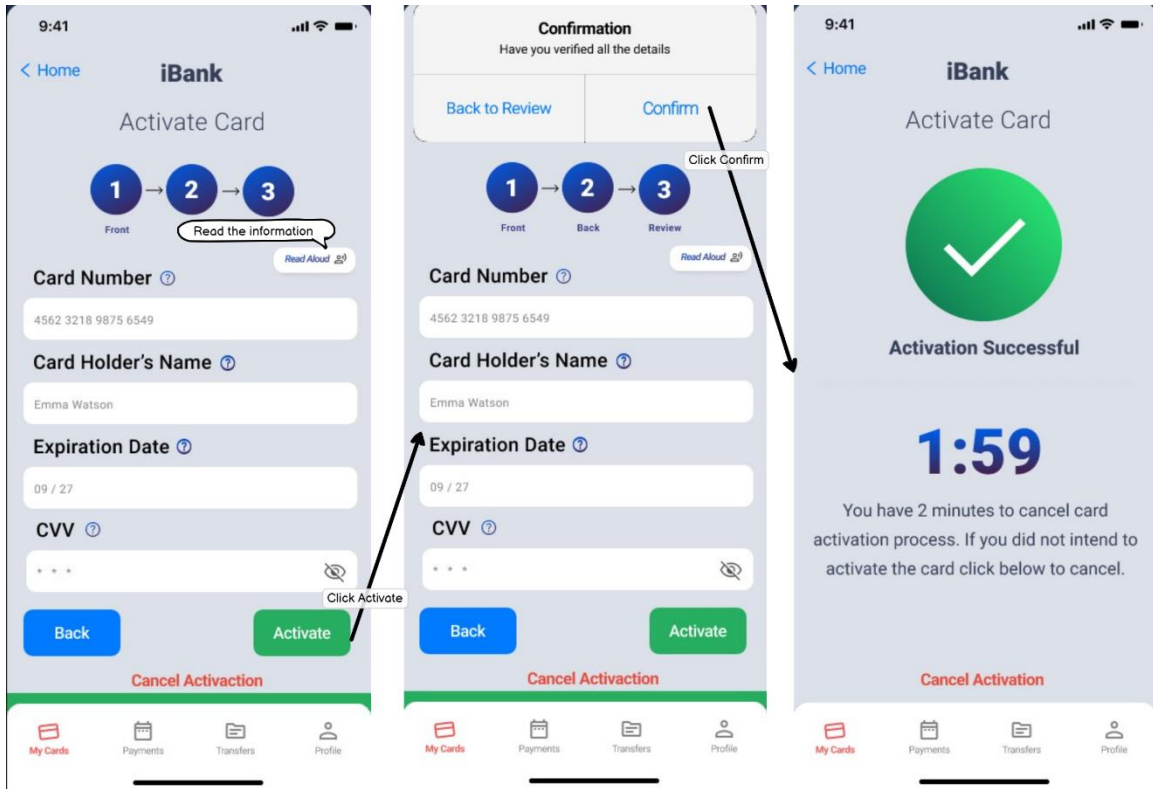 9:41
< Home
iBank
Activate Card
1 → 2 → 3
Front
Read the information
Read Aloud
Card Number ?
4562 3218 9875 6549
Card Holder's Name ?
Emma Watson
Expiration Date ?
09 / 27
CVV ?
* * *
Click Activate
Back
Activate
Cancel Activaction
My Cards
Payments
Transfers
Profile
Confirmation
Have you verified all the details
Back to Review
Confirm
Click Confirm
1 → 2 → 3
Front
Back
Review
Read Aloud
Card Number ?
4562 3218 9875 6549
Card Holder's Name ?
Emma Watson
Expiration Date ?
09 / 27
CVV ?
* * *
Back
Activate
Cancel Activaction
My Cards
Payments
Transfers
Profile
9:41
< Home
iBank
Activate Card
Activation Successful
1:59
You have 2 minutes to cancel card
activation process. If you did not intend to
activate the card click below to cancel.
Cancel Activation
My Cards
Payments
Transfers
Profile